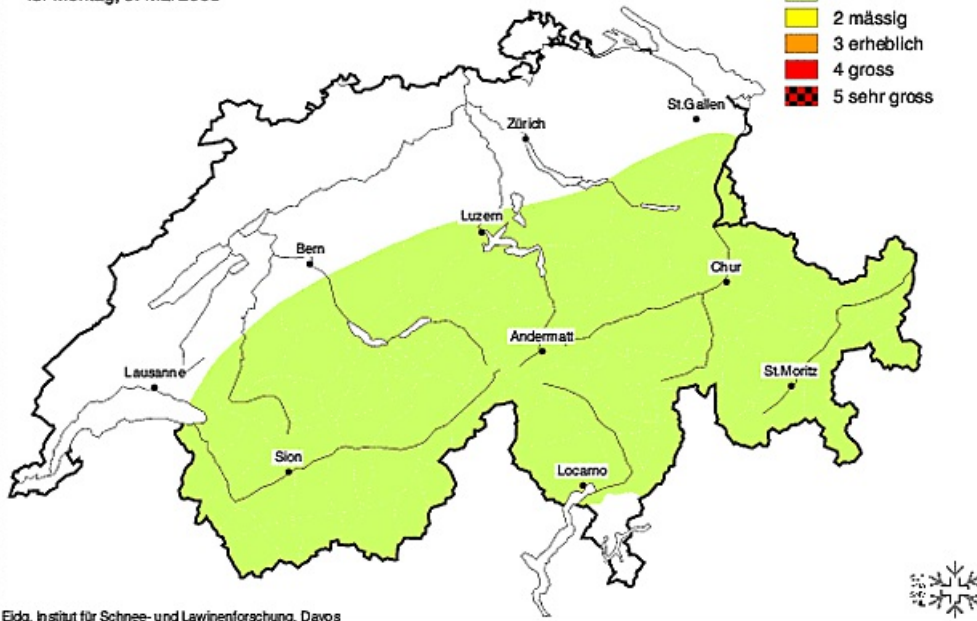 2 mässig
3 erheblich
4 gross
5 sehr gross
St.Gallen
Zürich
Luzern
Bern
Chur
Andermatt
Lausanne
St.Moritz
Sion
Locarno
Eidg. Institut für Schnee- und Lawinenforschung, Davos